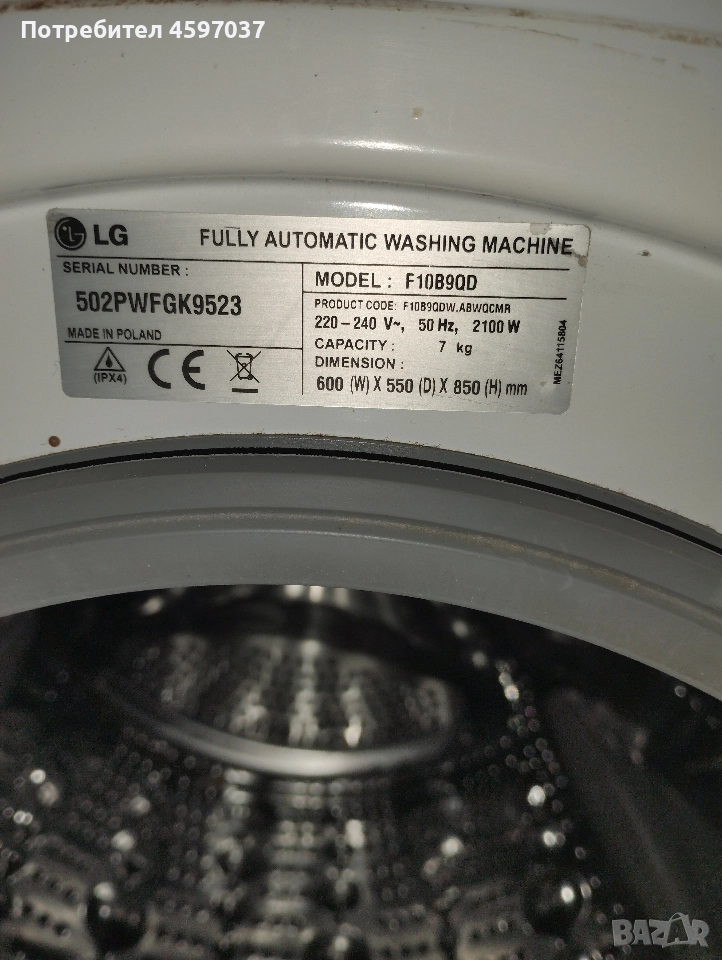 Потребител 4597037
LG FULLY AUTOMATIC WASHING MACHINE
SERIAL NUMBER :
502PWFGK9523
MADE IN POLAND
(IPX4)
CE
MODEL : F10B9QD
PRODUCT CODE: F10B9QDW.ABWQCMR
220-240 V~, 50 Hz, 2100 W
CAPACITY : 7 kg
DIMENSION :
600 (W) X 550 (D) X 850 (H) mm
MEZ64115804
BAZAR